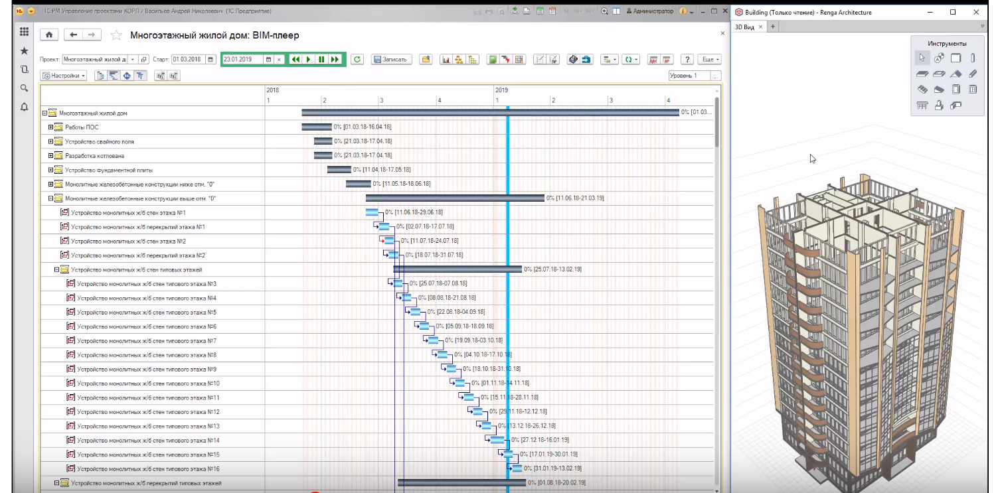 1С:PM Управление проектами КОРП / Васильев Андрей Николаевич (1С:Предприятие)
M M+ M-
Администратор
Многоэтажный жилой дом: BIM-плеер
Проект: Многоэтажный жилой д
Старт: 01.03.2018
23.01.2019
Записать
?
Еще
Настройки
Уровень 1
...
2018 2019
1 2 3 4 1 2 3 4
Многоэтажный жилой дом 0% [01.03...
Работы ПОС 0% [01.03.18-16.04.18]
Устройство свайного поля 0% [21.03.18-17.04.18]
Разработка котлована 0% [21.03.18-17.04.18]
Устройство фундаментной плиты 0% [11.04.18-17.05.18]
Монолитные железобетонные конструкции ниже отм. "0" 0% [11.05.18-18.06.18]
Монолитные железобетонные конструкции выше отм. "0" 0% [11.06.18-21.03.19]
Устройство монолитных ж/б стен этажа №1 0% [11.06.18-29.06.18]
Устройство монолитных ж/б перекрытий этажа №1 0% [02.07.18-17.07.18]
Устройство монолитных ж/б стен этажа №2 0% [11.07.18-24.07.18]
Устройство монолитных ж/б перекрытий этажа №2 0% [18.07.18-31.07.18]
Устройство монолитных ж/б стен типовых этажей 0% [25.07.18-13.02.19]
Устройство монолитных ж/б стен типового этажа №3 0% [25.07.18-07.08.18]
Устройство монолитных ж/б стен типового этажа №4 0% [08.08.18-21.08.18]
Устройство монолитных ж/б стен типового этажа №5 0% [22.08.18-04.09.18]
Устройство монолитных ж/б стен типового этажа №6 0% [05.09.18-18.09.18]
Устройство монолитных ж/б стен типового этажа №7 0% [19.09.18-03.10.18]
Устройство монолитных ж/б стен типового этажа №8 0% [04.10.18-17.10.18]
Устройство монолитных ж/б стен типового этажа №9 0% [18.10.18-31.10.18]
Устройство монолитных ж/б стен типового этажа №10 0% [01.11.18-14.11.18]
Устройство монолитных ж/б стен типового этажа №11 0% [15.11.18-28.11.18]
Устройство монолитных ж/б стен типового этажа №12 0% [29.11.18-12.12.18]
Устройство монолитных ж/б стен типового этажа №13 0% [13.12.18-26.12.18]
Устройство монолитных ж/б стен типового этажа №14 0% [27.12.18-16.01.19]
Устройство монолитных ж/б стен типового этажа №15 0% [17.01.19-30.01.19]
Устройство монолитных ж/б стен типового этажа №16 0% [31.01.19-13.02.19]
Устройство монолитных ж/б перекрытий типовых этажей 0% [01.08.18-20.02.19]
Building (Только чтение) - Renga Architecture
3D Вид
Инструменты